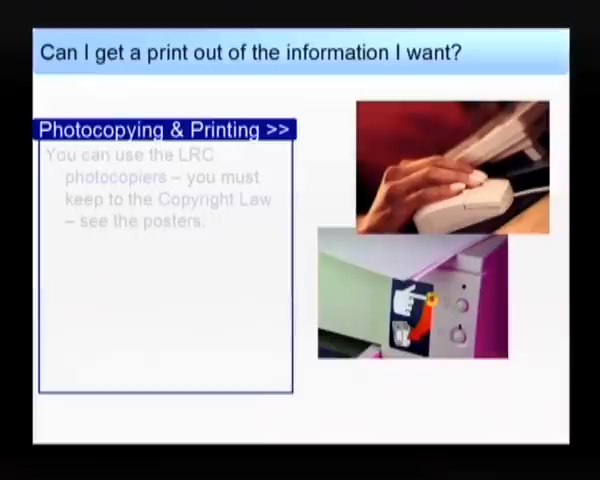 Can I get a print out of the information I want?
Photocopying & Printing >>
You can use the LRC
photocopiers – you must
keep to the Copyright Law
– see the posters.